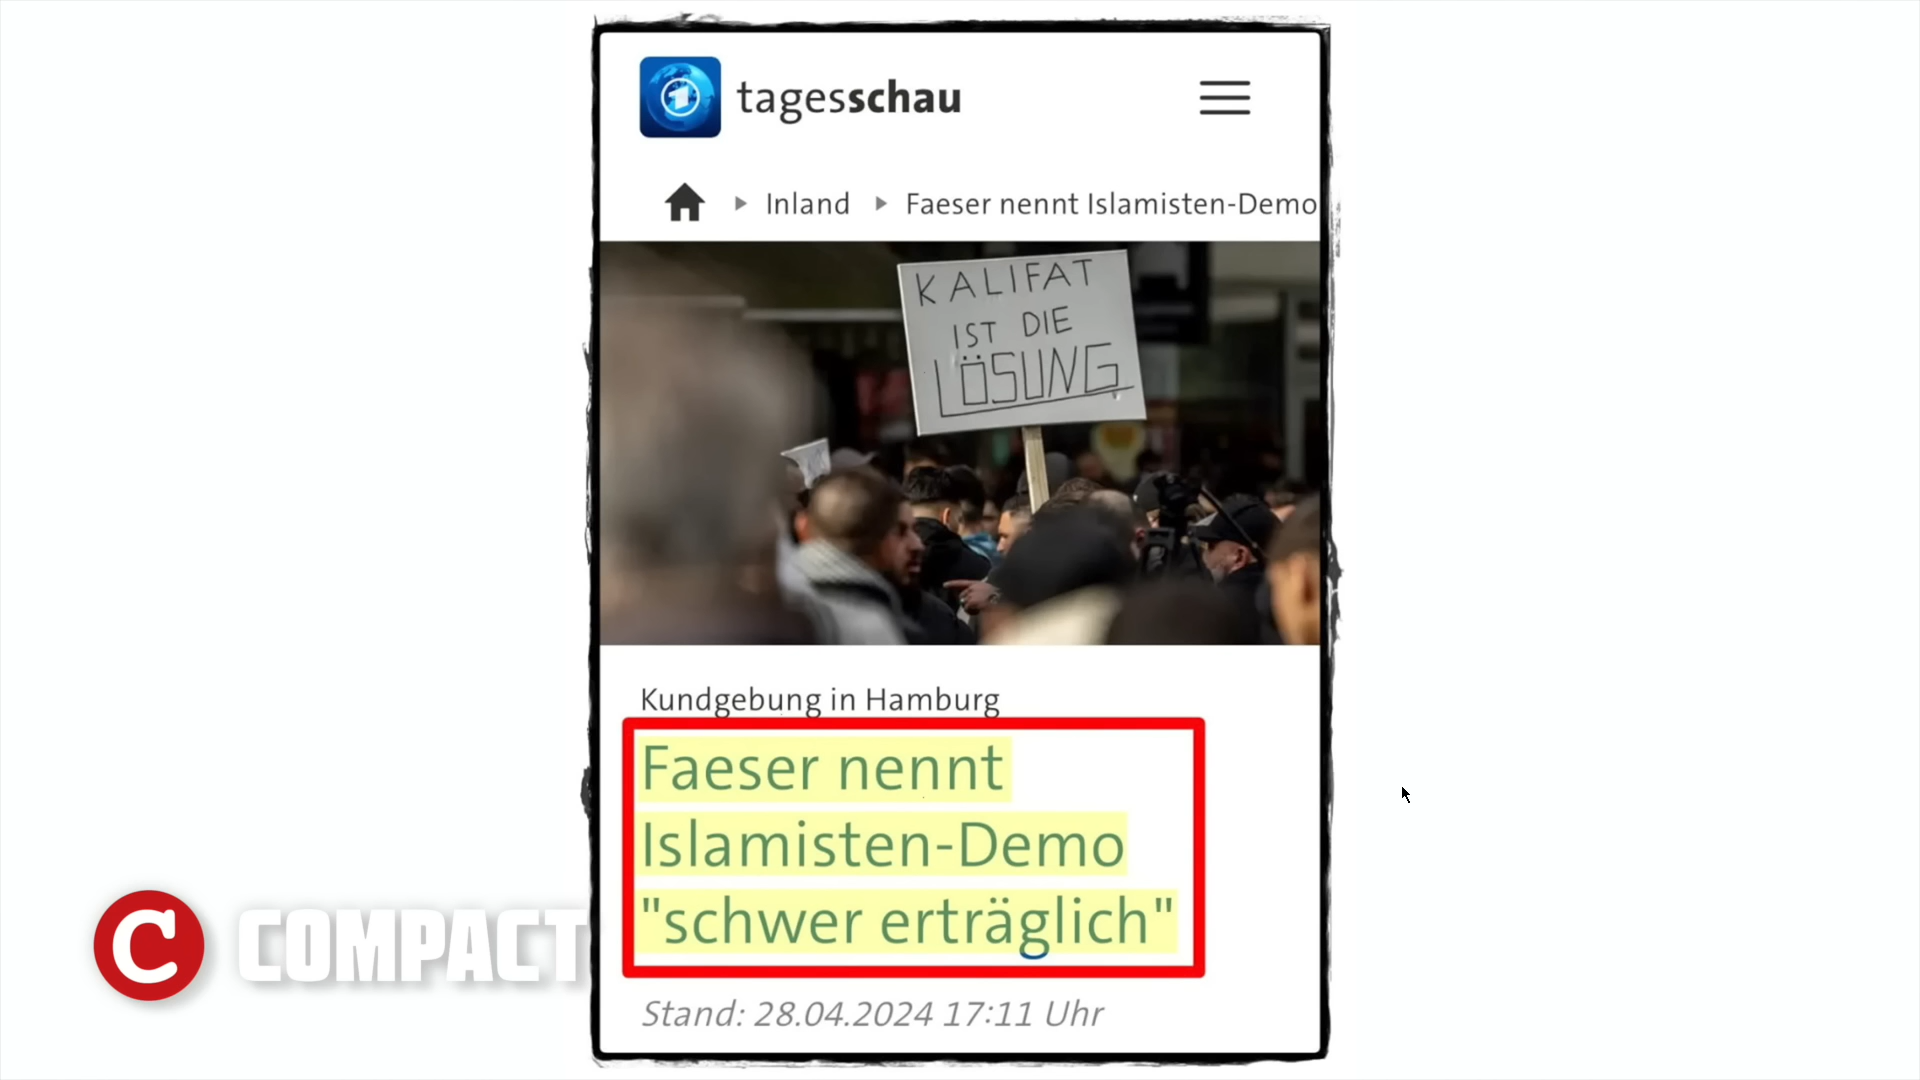 tagesschau
Inland
Faeser nennt Islamisten-Demo
KALIFAT
IST DIE
LÖSUNG
Kundgebung in Hamburg
Faeser nennt
Islamisten-Demo
"schwer erträglich"
Stand: 28.04.2024 17:11 Uhr
C COMPACT